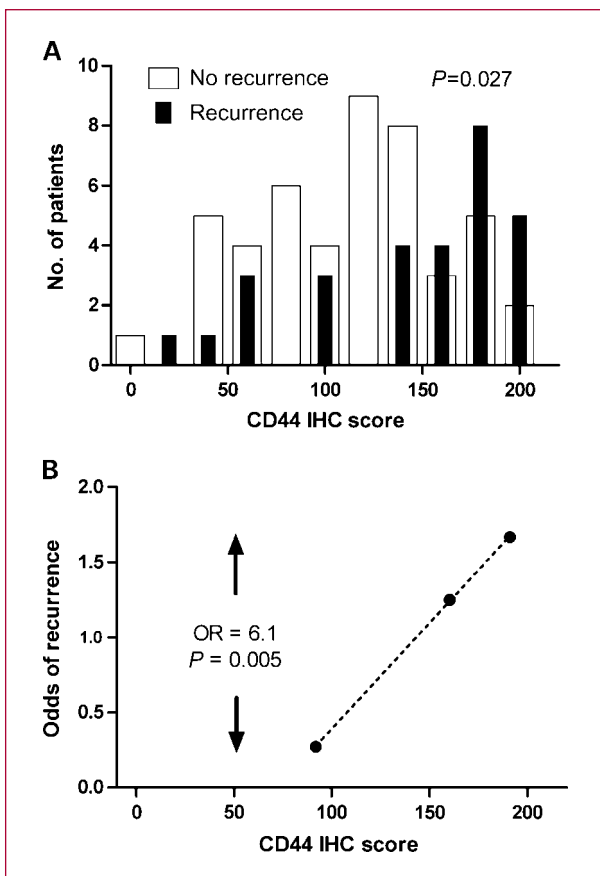 A
No recurrence
Recurrence
P=0.027
No. of patients
10
8
6
4
2
0
0 50 100 150 200
CD44 IHC score
B
Odds of recurrence
2.0
1.5
1.0
0.5
0.0
OR = 6.1
P = 0.005
0 50 100 150 200
CD44 IHC score